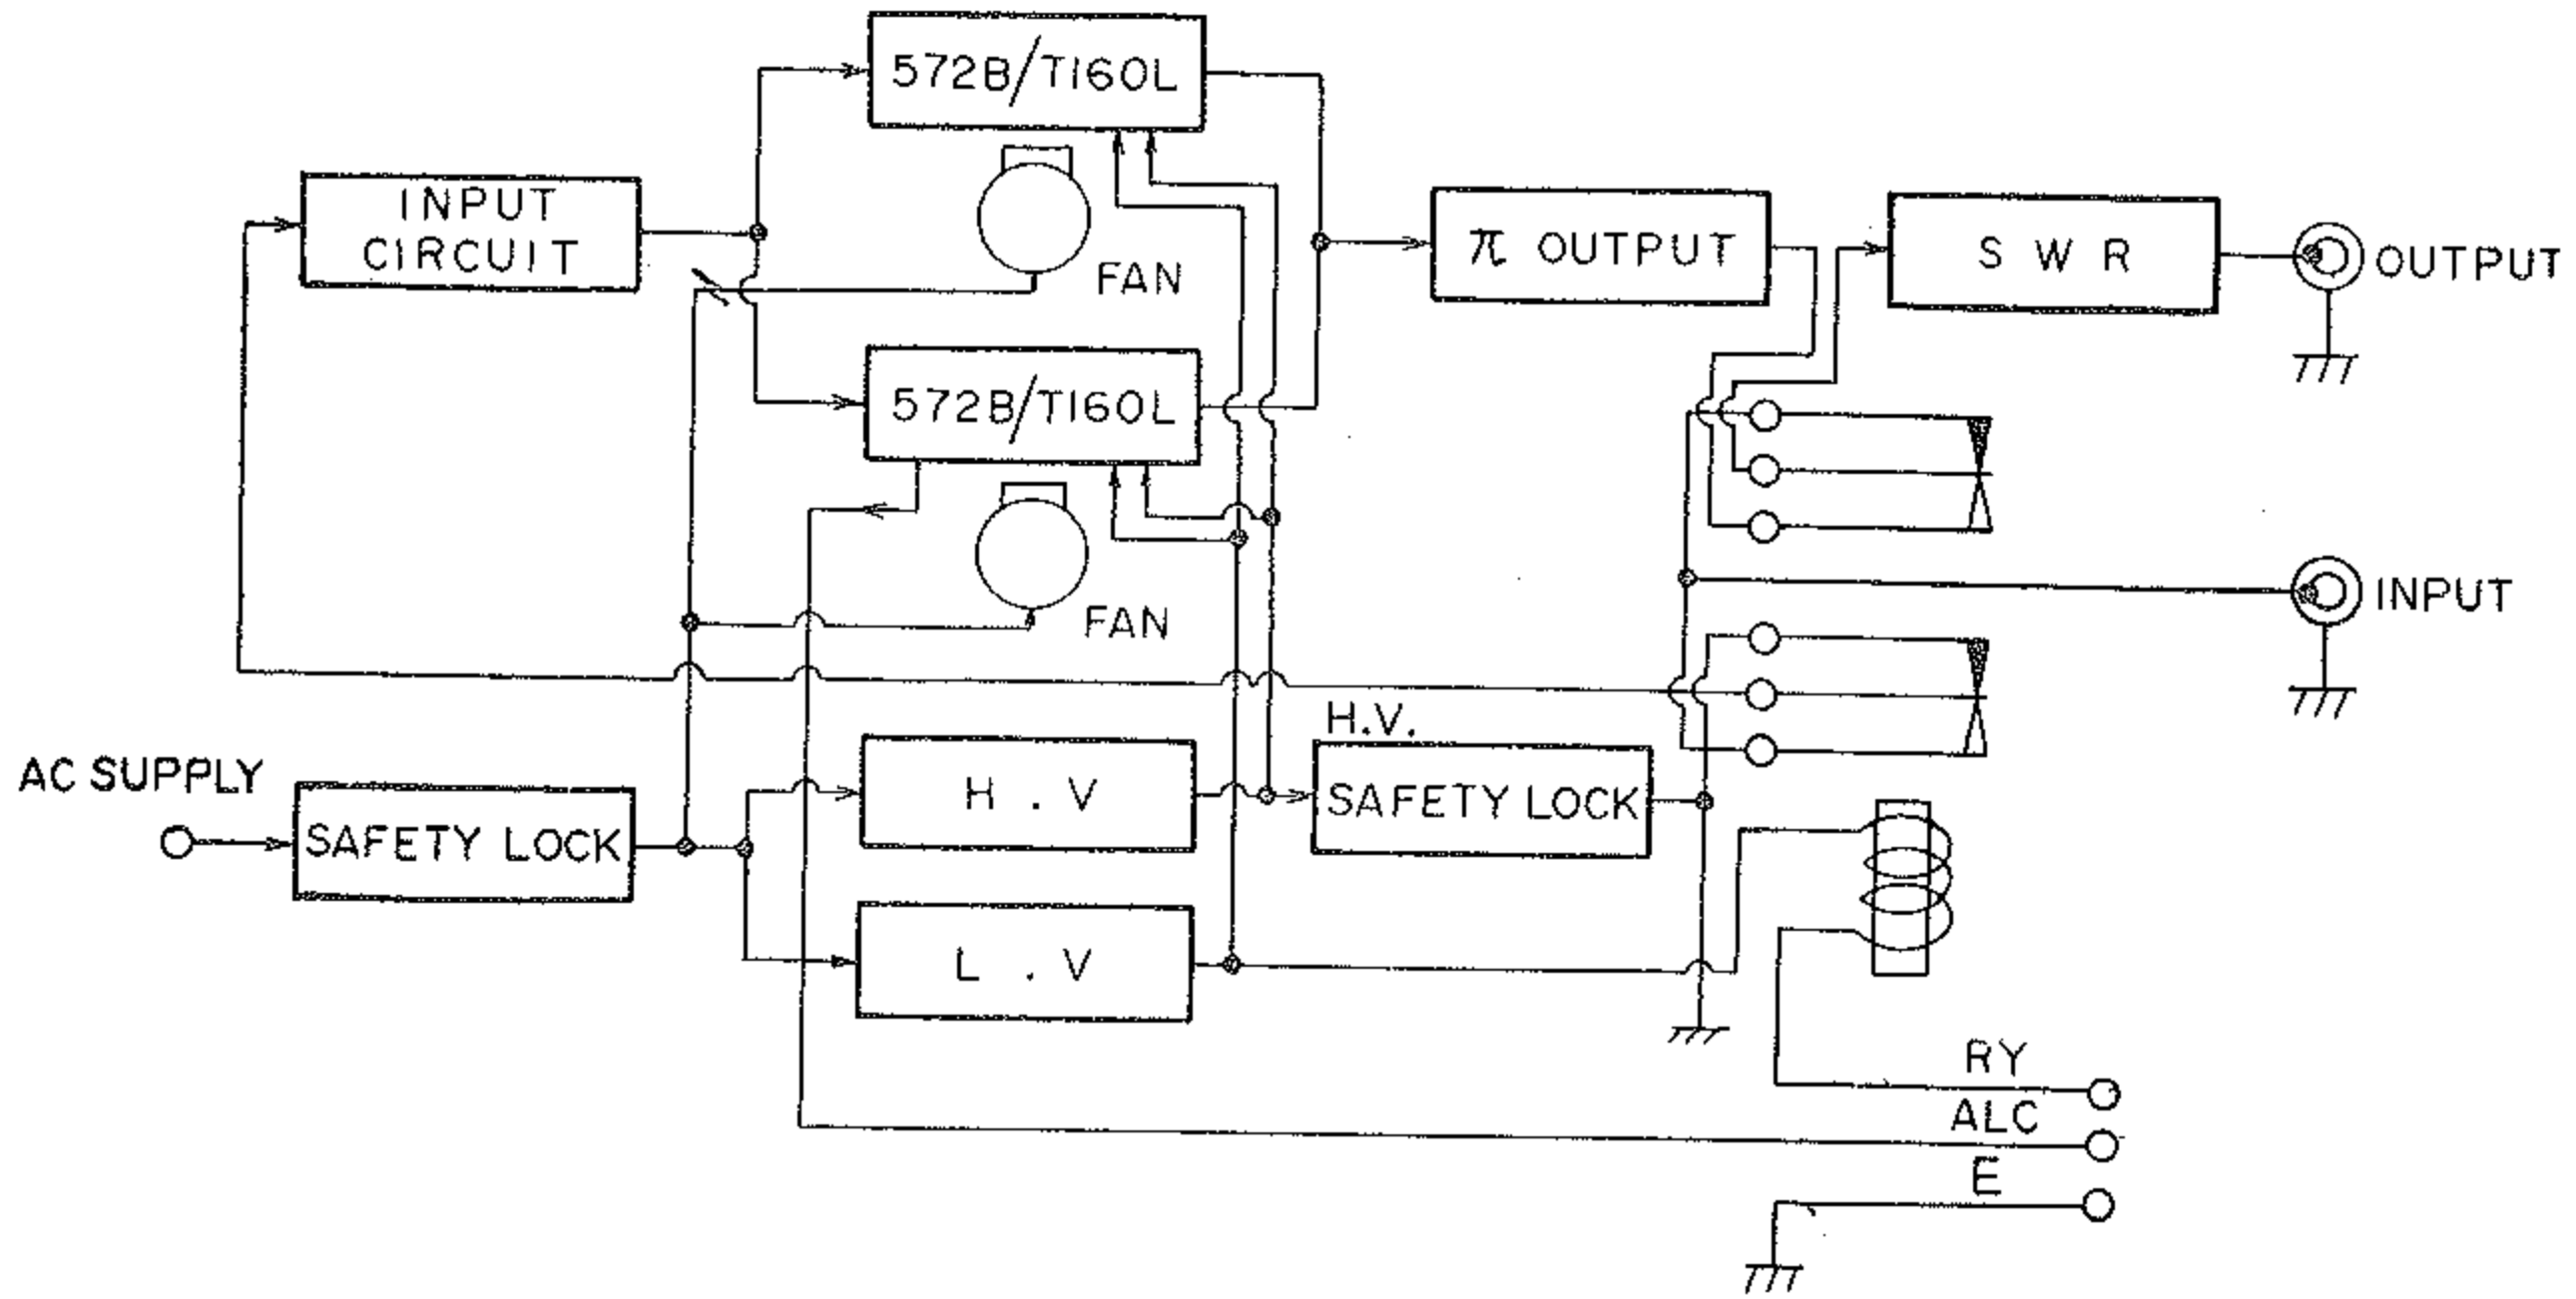 572B/T160L
INPUT
CIRCUIT
FAN
π OUTPUT
S W R
OUTPUT
572B/T160L
FAN
INPUT
AC SUPPLY
SAFETY LOCK
H . V
H.V.
SAFETY LOCK
L . V
RY
ALC
E